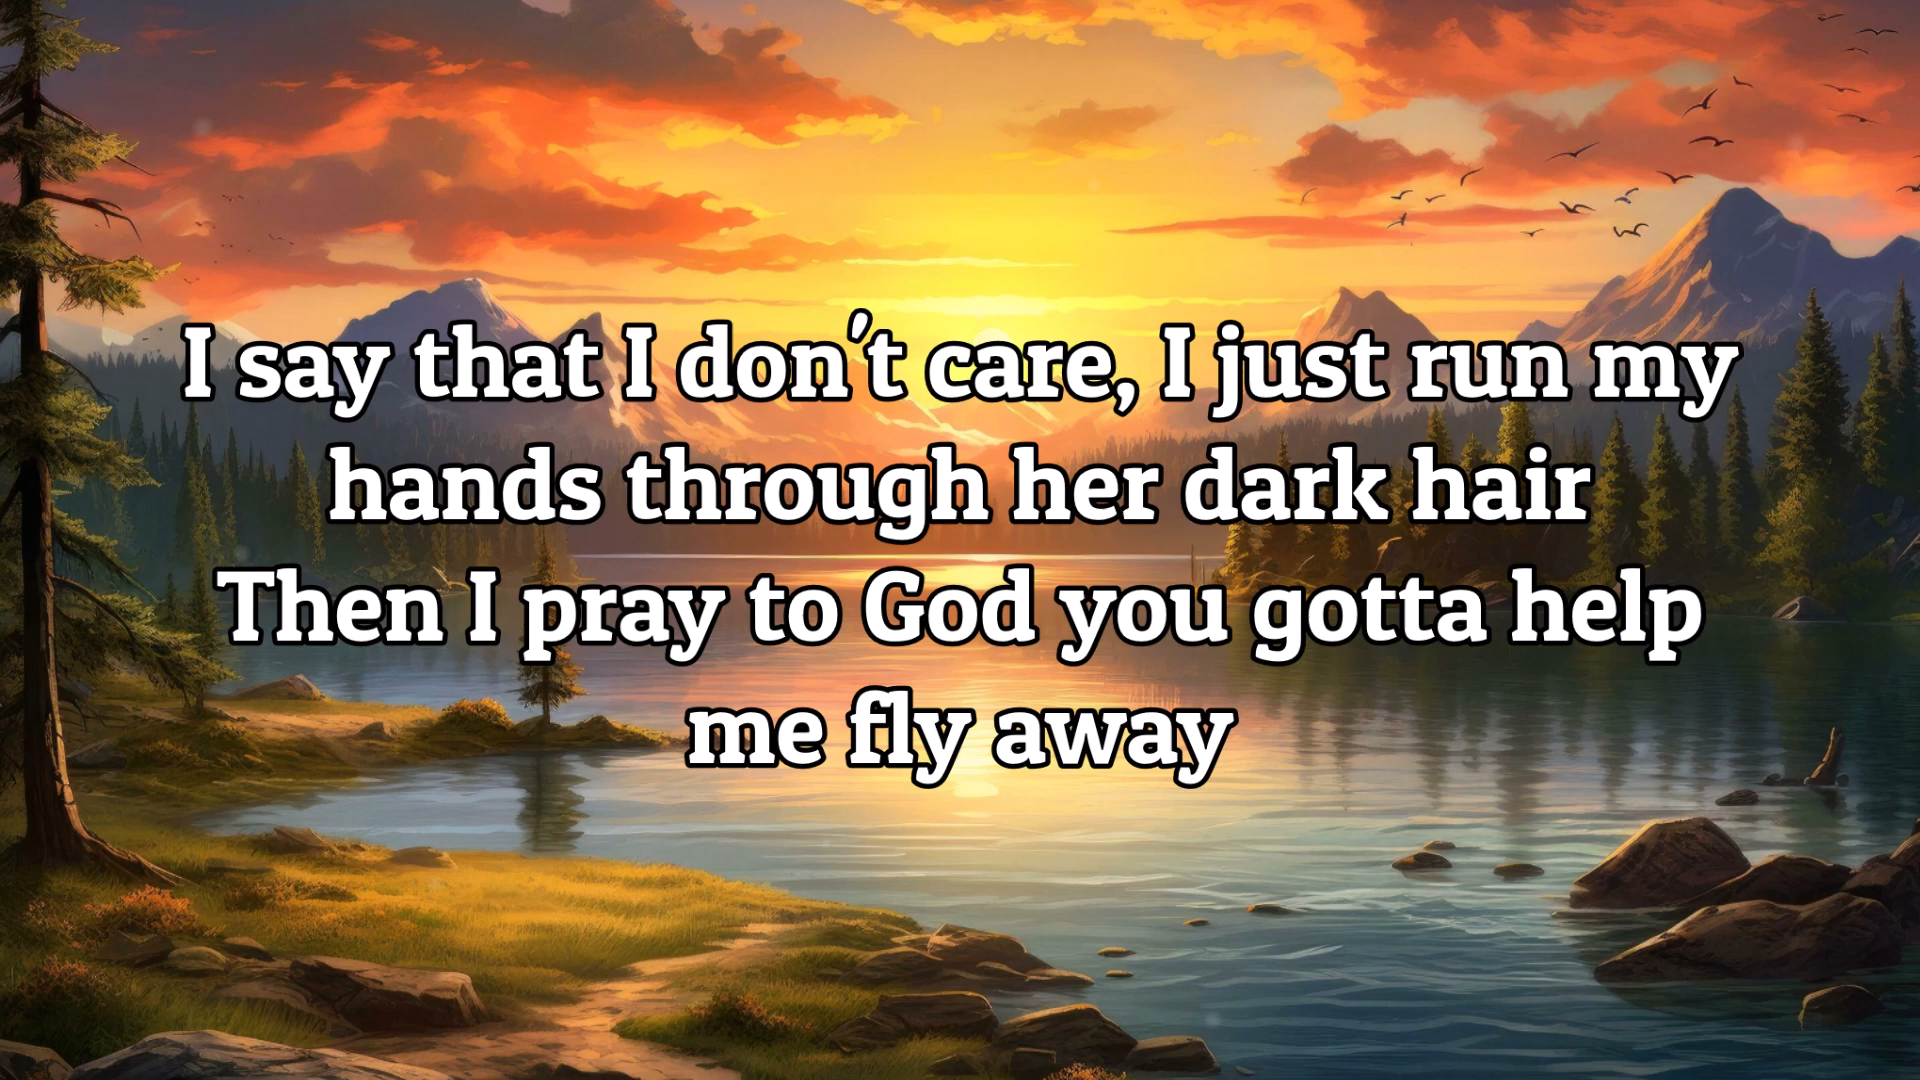 I say that I don't care, I just run my
hands through her dark hair
Then I pray to God you gotta help
me fly away